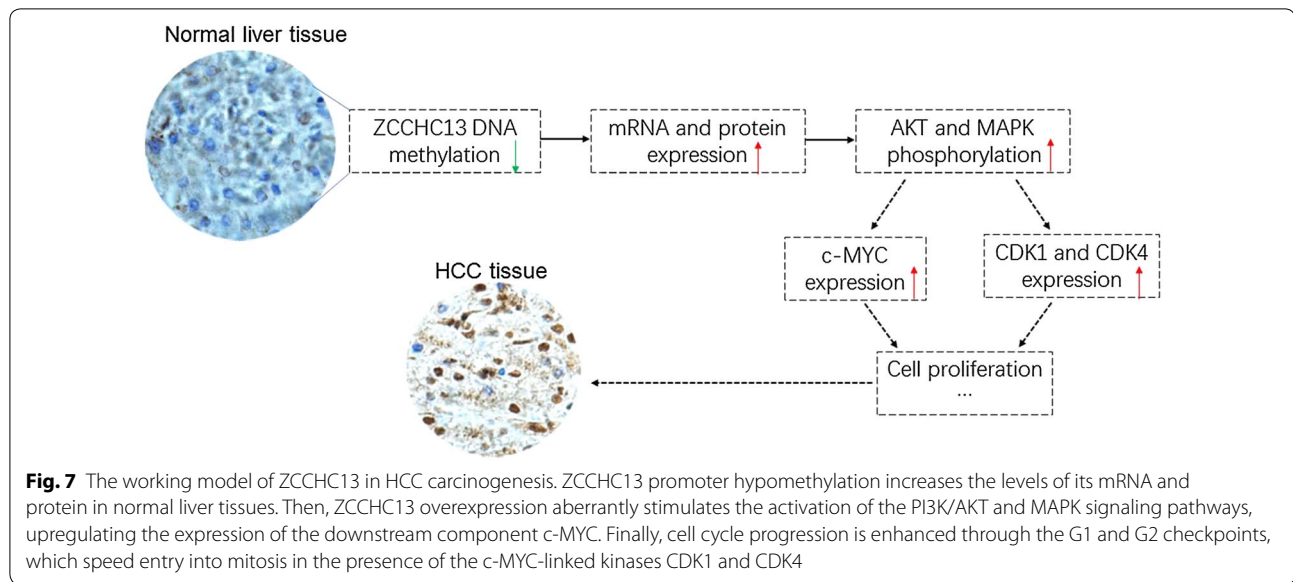 Normal liver tissue
ZCCHC13 DNA
methylation
mRNA and protein
expression
AKT and MAPK
phosphorylation
c-MYC
expression
CDK1 and CDK4
expression
HCC tissue
Cell proliferation
...
Fig. 7 The working model of ZCCHC13 in HCC carcinogenesis. ZCCHC13 promoter hypomethylation increases the levels of its mRNA and
protein in normal liver tissues. Then, ZCCHC13 overexpression aberrantly stimulates the activation of the PI3K/AKT and MAPK signaling pathways,
upregulating the expression of the downstream component c-MYC. Finally, cell cycle progression is enhanced through the G1 and G2 checkpoints,
which speed entry into mitosis in the presence of the c-MYC-linked kinases CDK1 and CDK4